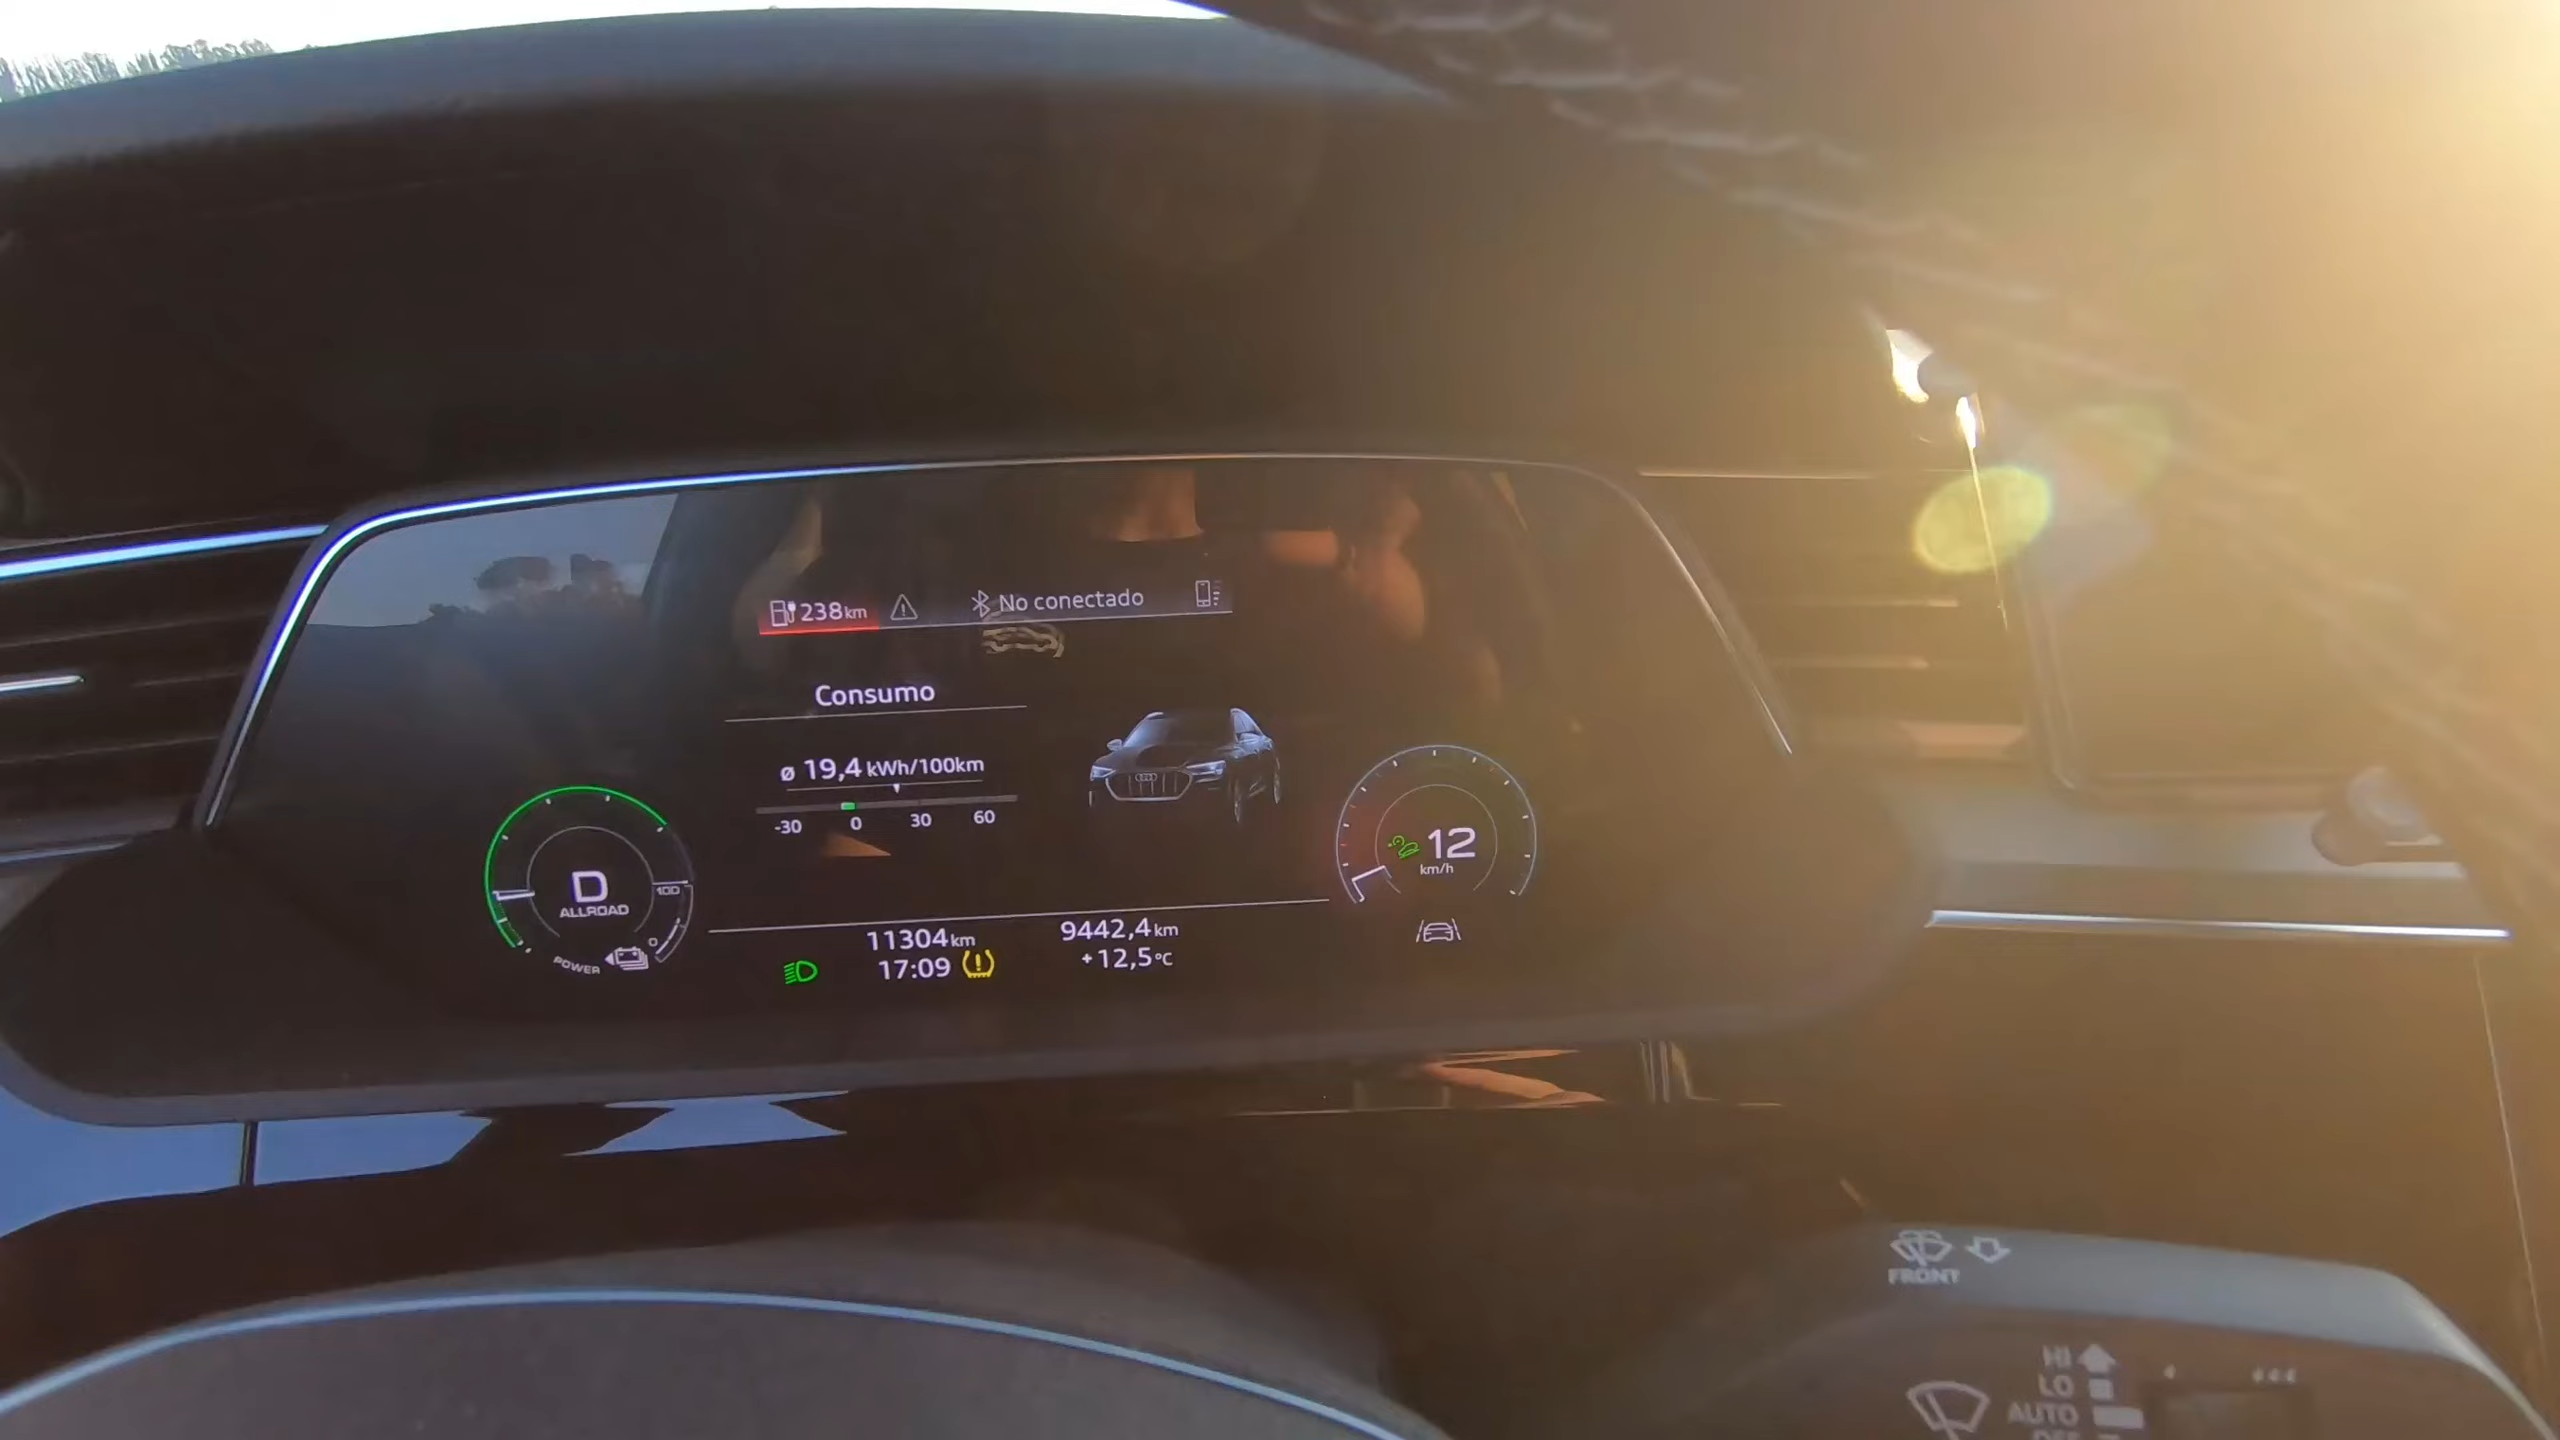 238km
No conectado
Consumo
ø 19,4 kWh/100km
-30 0 30 60
D
ALLROAD
100
0
POWER
12
km/h
11304km
9442,4km
17:09
+12,5°C
FRONT
HI
LO
AUTO